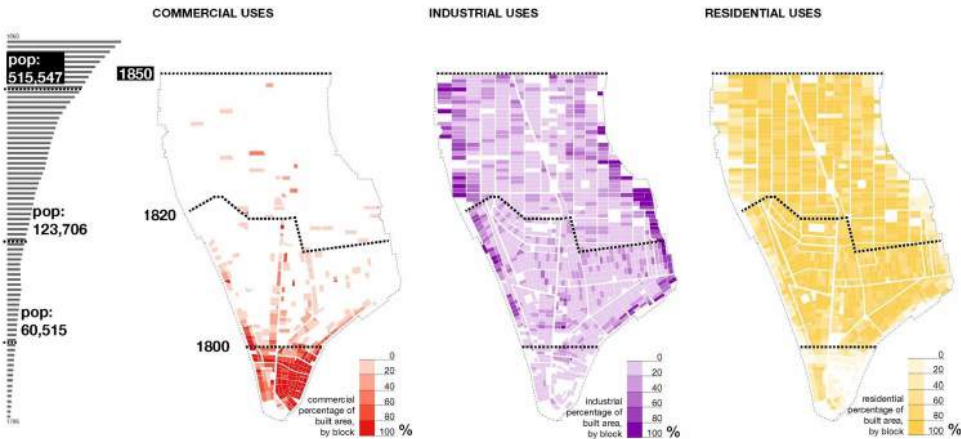 COMMERCIAL USES
INDUSTRIAL USES
RESIDENTIAL USES
pop:
515,547
1850
pop:
123,706
1820
pop:
60,515
1800
0
20
40
60
80
100 %
commercial
percentage of
built area,
by block
0
20
40
60
80
100 %
industrial
percentage of
built area,
by block
0
20
40
60
80
100 %
residential
percentage of
built area,
by block